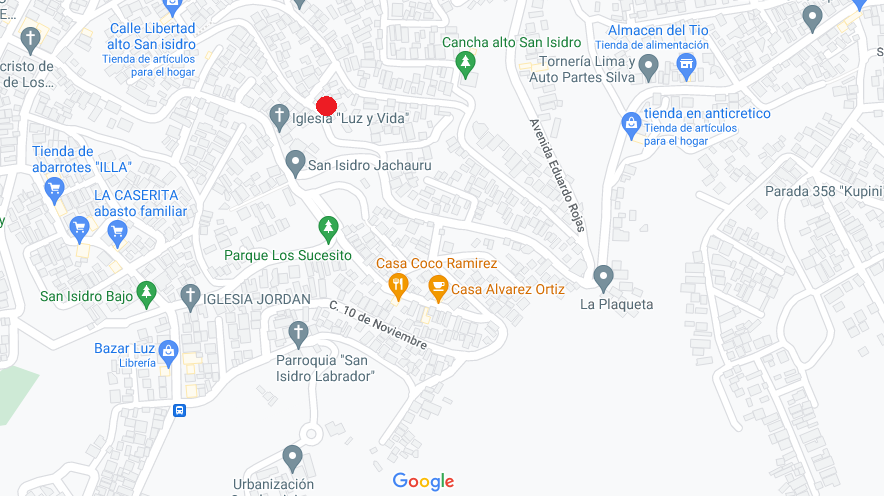 E...
Calle Libertad
alto San isidro
Tienda de artículos
para el hogar
Cancha alto San Isidro
Almacen del Tio
Tienda de alimentación
Tornería Lima y
Auto Partes Silva
cristo de
de Los...
Iglesia "Luz y Vida"
tienda en anticretico
Tienda de artículos
para el hogar
Avenida Eduardo Rojas
Tienda de
abarrotes "ILLA"
San Isidro Jachauru
LA CASERITA
abasto familiar
Parada 358 "Kupini
y
Parque Los Sucesito
Casa Coco Ramirez
Casa Alvarez Ortiz
San Isidro Bajo
IGLESIA JORDAN
La Plaqueta
C. 10 de Noviembre
Bazar Luz
Librería
Parroquia "San
Isidro Labrador"
Urbanización
Google